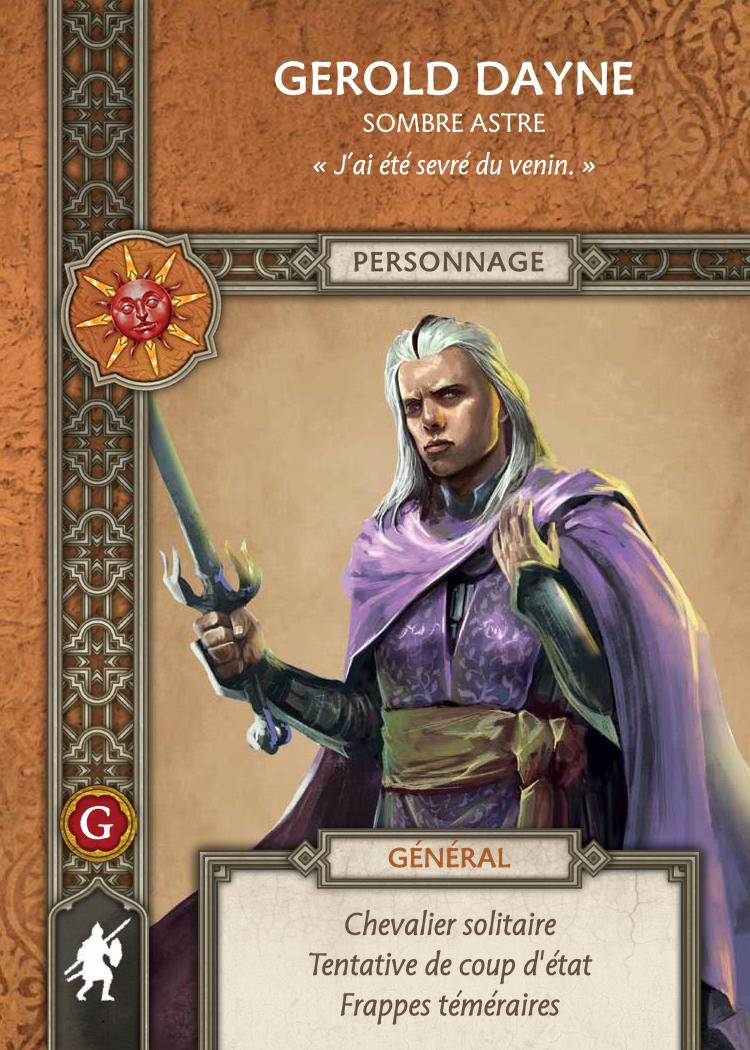 GEROLD DAYNE
SOMBRE ASTRE
« J'ai été sevré du venin. »
PERSONNAGE
G
GÉNÉRAL
Chevalier solitaire
Tentative de coup d'état
Frappes téméraires